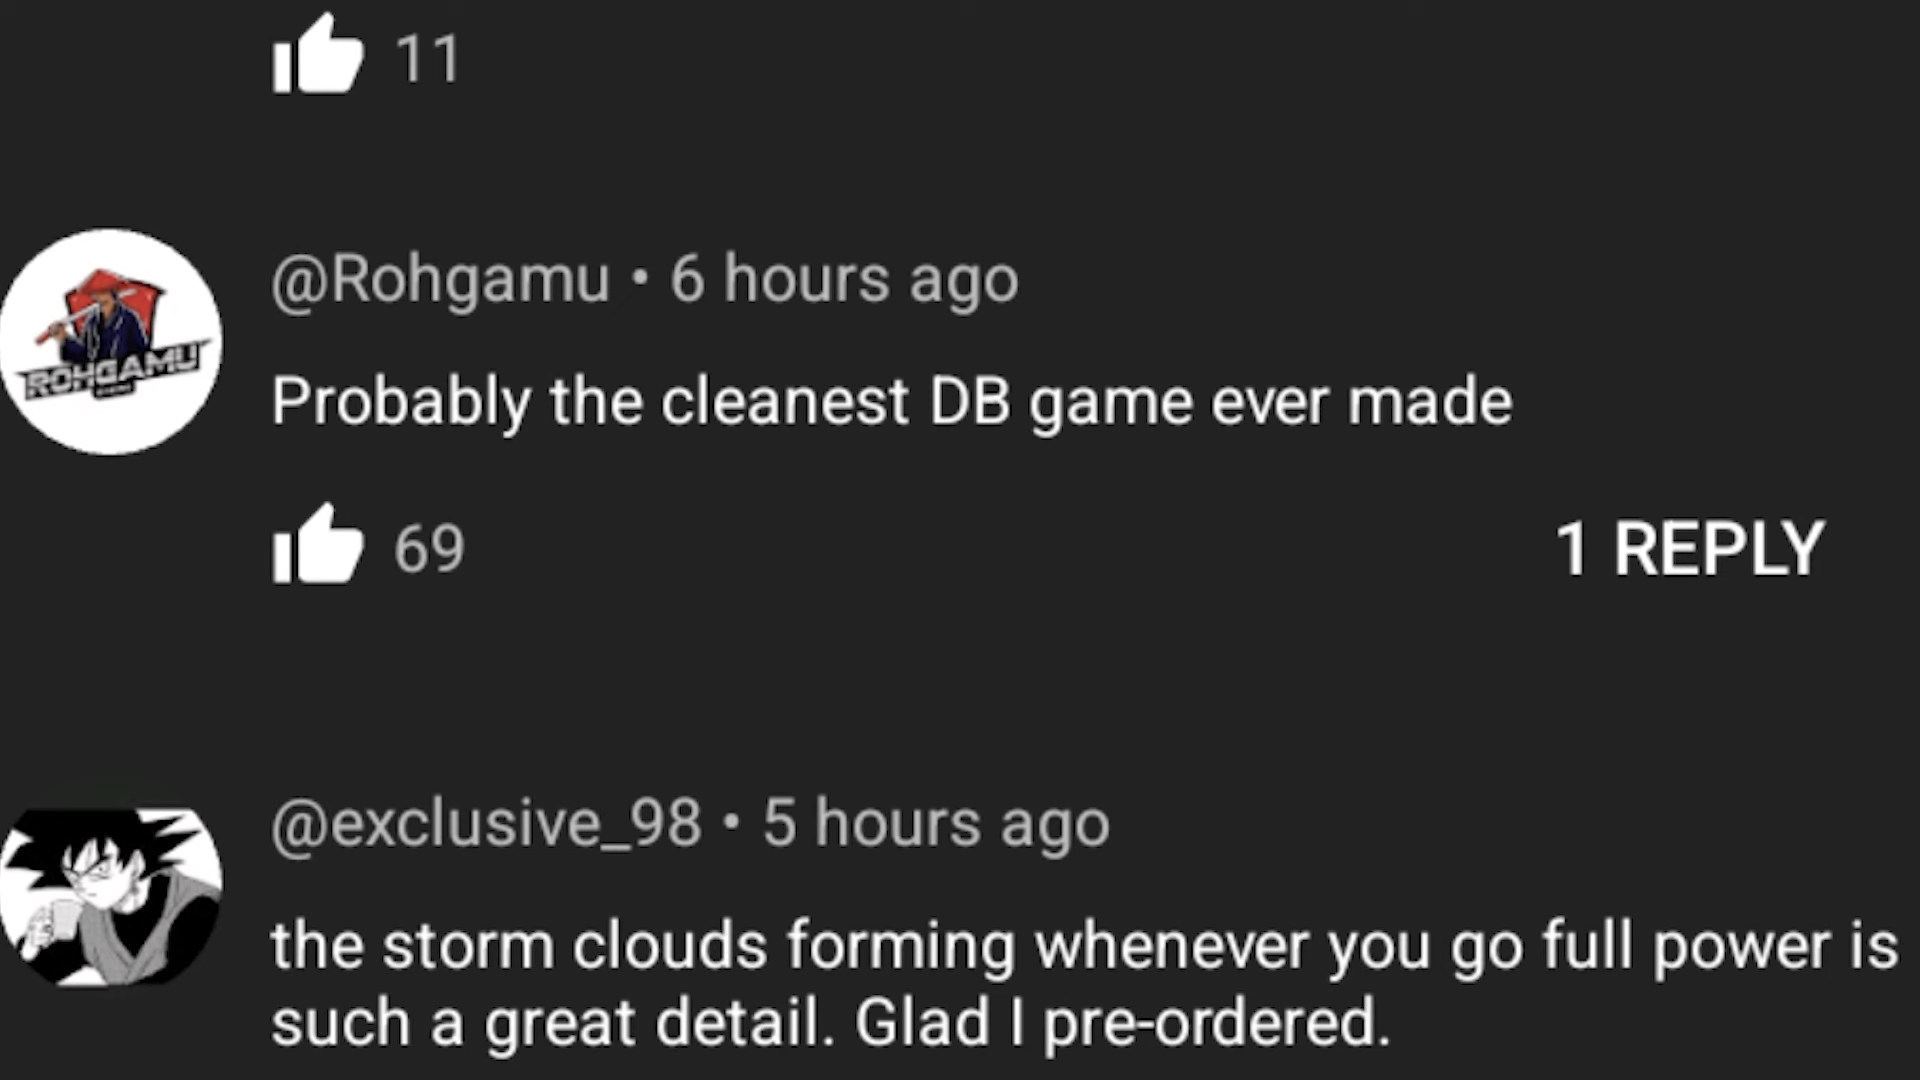 11
@Rohgamu • 6 hours ago
ROHGAMU
Probably the cleanest DB game ever made
69
1 REPLY
@exclusive_98 • 5 hours ago
the storm clouds forming whenever you go full power is
such a great detail. Glad I pre-ordered.